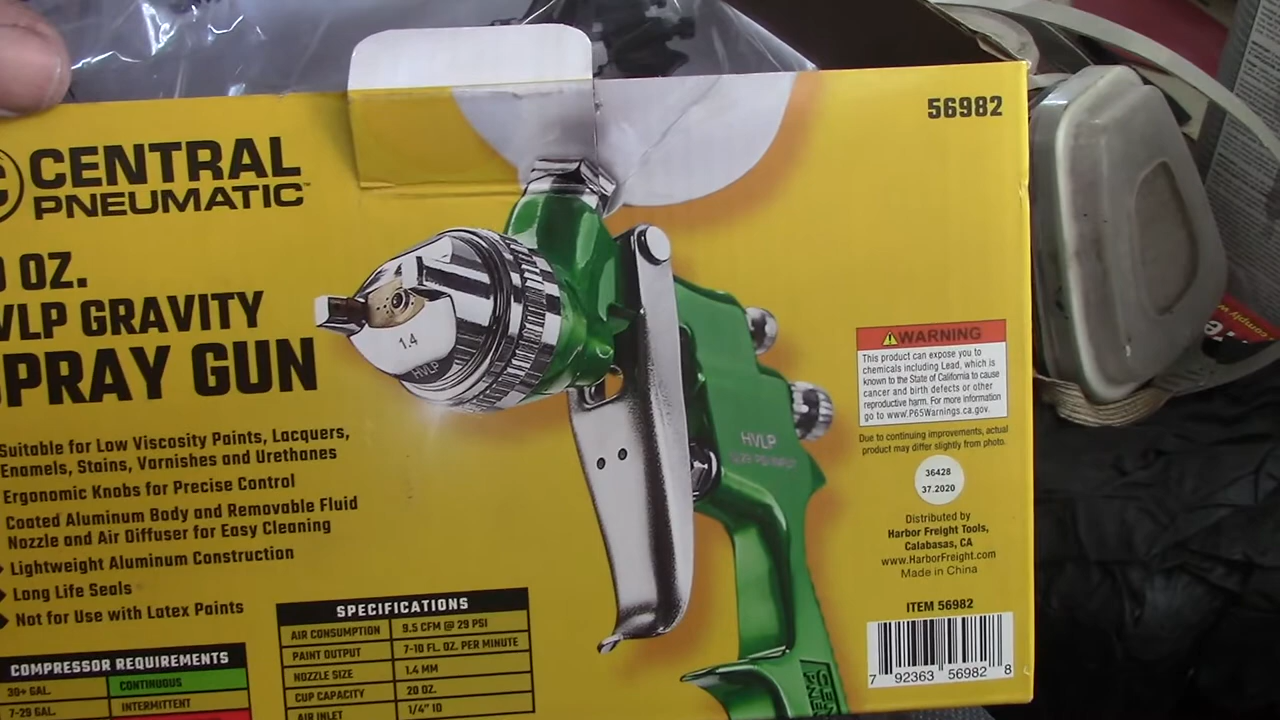 56982
CENTRAL
PNEUMATIC™
OZ.
GRAVITY
SPRAY GUN
Suitable for Low Viscosity Paints, Lacquers,
Enamels, Stains, Varnishes and Urethanes
Ergonomic Knobs for Precise Control
Coated Aluminum Body and Removable Fluid
Nozzle and Air Diffuser for Easy Cleaning
Lightweight Aluminum Construction
Long Life Seals
Not for Use with Latex Paints
COMPRESSOR REQUIREMENTS
30+ GAL. CONTINUOUS
7-29 GAL. INTERMITTENT
SPECIFICATIONS
AIR CONSUMPTION 9.5 CFM @ 29 PSI
PAINT OUTPUT 7-10 FL. OZ. PER MINUTE
NOZZLE SIZE 1.4 MM
CUP CAPACITY 20 OZ.
AIR INLET 1/4" ID
1.4
HVLP
HVLP
WARNING
This product can expose you to
chemicals including Lead, which is
known to the State of California to cause
cancer and birth defects or other
reproductive harm. For more information
go to www.P65Warnings.ca.gov.
Due to continuing improvements, actual
product may differ slightly from photo.
36428
37.2020
Distributed by
Harbor Freight Tools,
Calabasas, CA
www.HarborFreight.com
Made in China
ITEM 56982
7 92363 56982 8
comply w